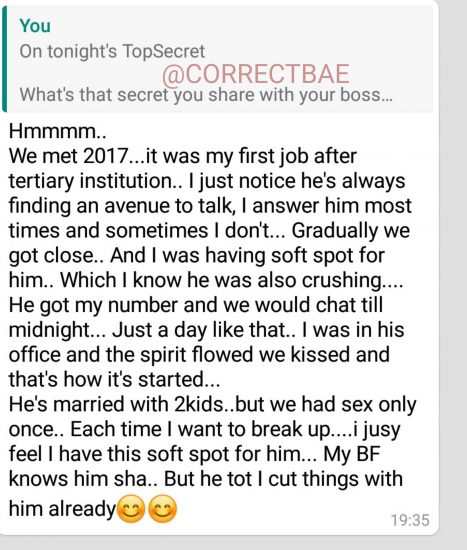 You
On tonight's TopSecret
@CORRECTBAE
What's that secret you share with your boss...
Hmmmm..
We met 2017...it was my first job after
tertiary institution.. I just notice he's always
finding an avenue to talk, I answer him most
times and sometimes I don't... Gradually we
got close.. And I was having soft spot for
him.. Which I know he was also crushing....
He got my number and we would chat till
midnight... Just a day like that.. I was in his
office and the spirit flowed we kissed and
that's how it's started...
He's married with 2kids..but we had sex only
once.. Each time I want to break up....i jusy
feel I have this soft spot for him... My BF
knows him sha.. But he tot I cut things with
him already😊😊
19:35